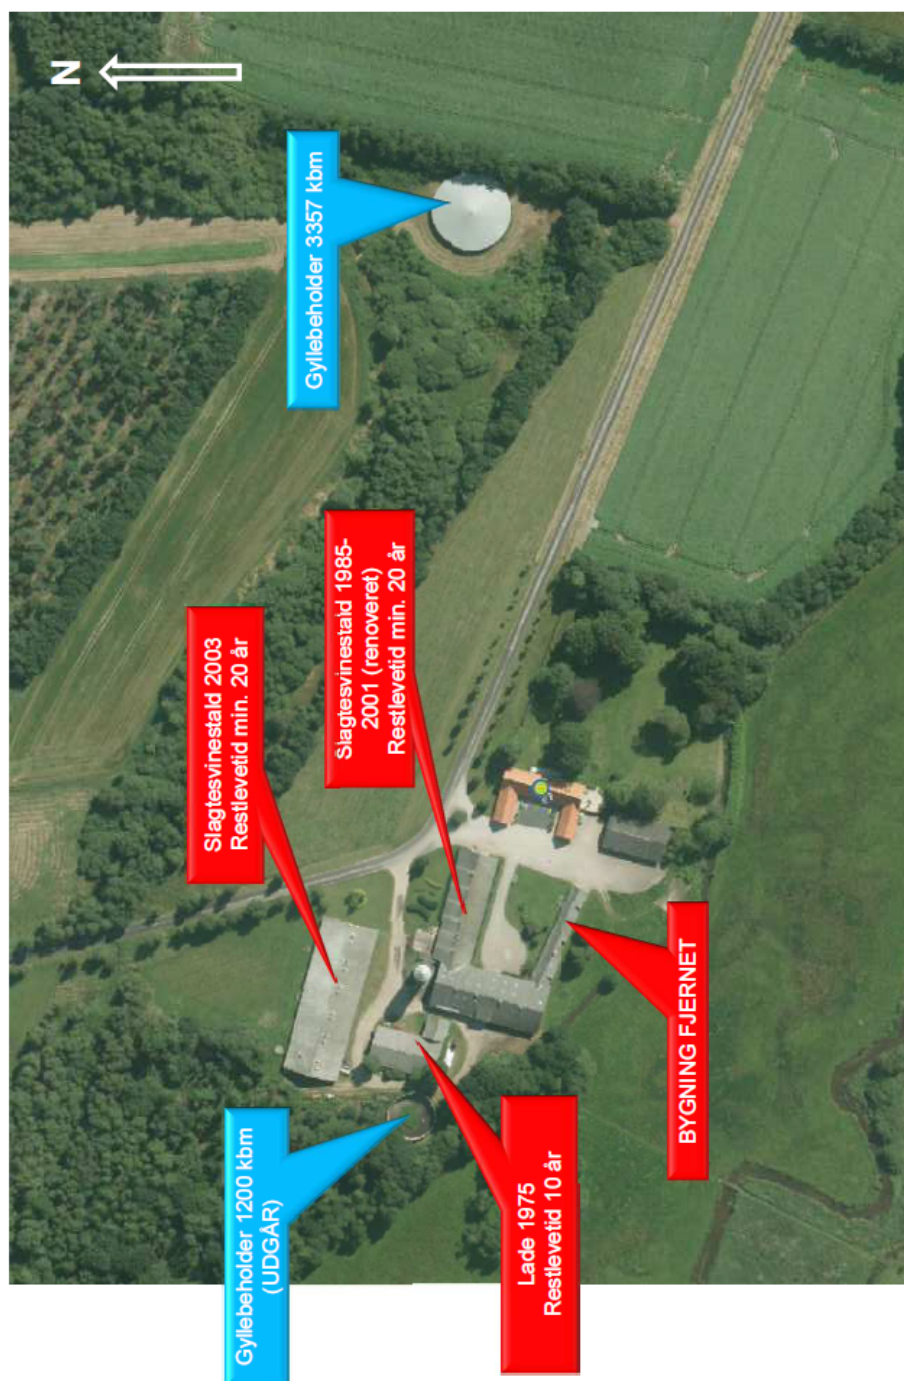 N
Gyllebeholder 3357 kbm
Slagtesvinestald 1985-
2001 (renoveret)
Restlevetid min. 20 år
Slagtesvinestald 2003
Restlevetid min. 20 år
BYGNING FJERNET
Lade 1975
Restlevetid 10 år
Gyllebeholder 1200 kbm
(UDGÅR)